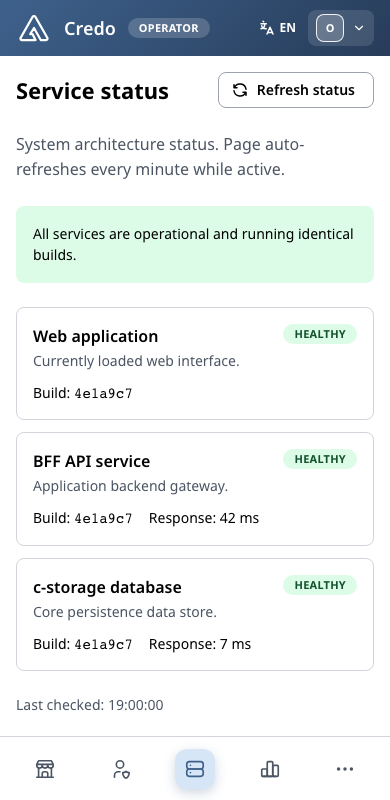 Credo OPERATOR EN O
Service status
Refresh status
System architecture status. Page auto-
refreshes every minute while active.
All services are operational and running identical
builds.
Web application HEALTHY
Currently loaded web interface.
Build: 4e1a9c7
BFF API service HEALTHY
Application backend gateway.
Build: 4e1a9c7 Response: 42 ms
c-storage database HEALTHY
Core persistence data store.
Build: 4e1a9c7 Response: 7 ms
Last checked: 19:00:00